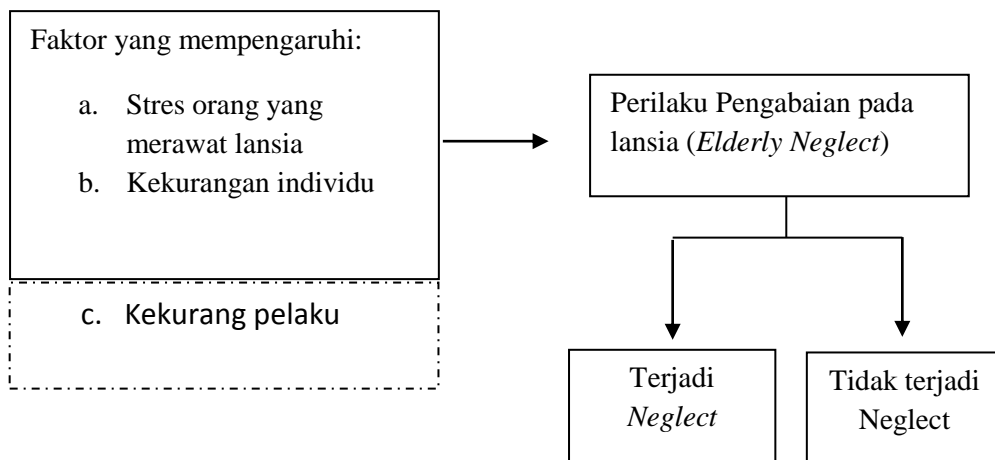 Faktor yang mempengaruhi:
a. Stres orang yang
merawat lansia
b. Kekurangan individu
c. Kekurang pelaku
Perilaku Pengabaian pada
lansia (Elderly Neglect)
Terjadi
Neglect
Tidak terjadi
Neglect